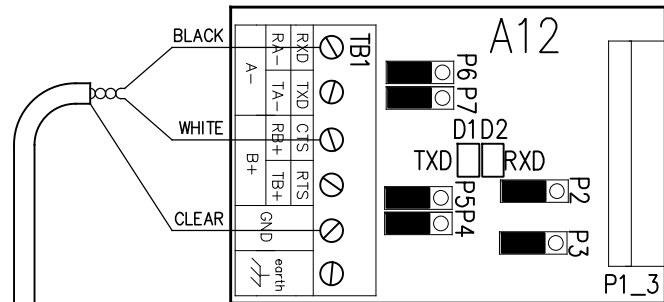 BLACK
WHITE
CLEAR
A-
B+
RA-
TA-
RB+
TB+
GND
earth
RXD
TXD
CTS
RTS
TB1
A12
P6
P7
D1 D2
TXD
RXD
P5
P4
P2
P3
P1_3